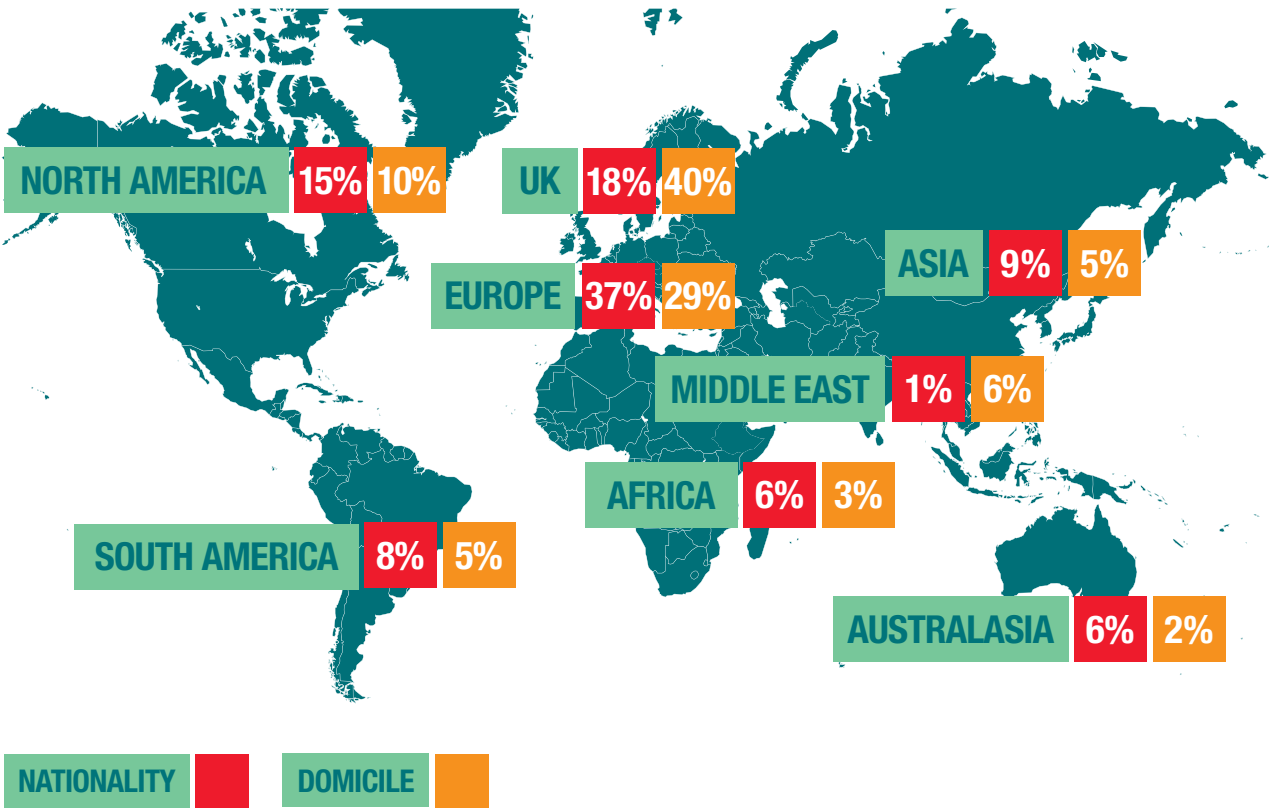 NORTH AMERICA 15% 10%
UK 18% 40%
ASIA 9% 5%
EUROPE 37% 29%
MIDDLE EAST 1% 6%
AFRICA 6% 3%
SOUTH AMERICA 8% 5%
AUSTRALASIA 6% 2%
NATIONALITY DOMICILE